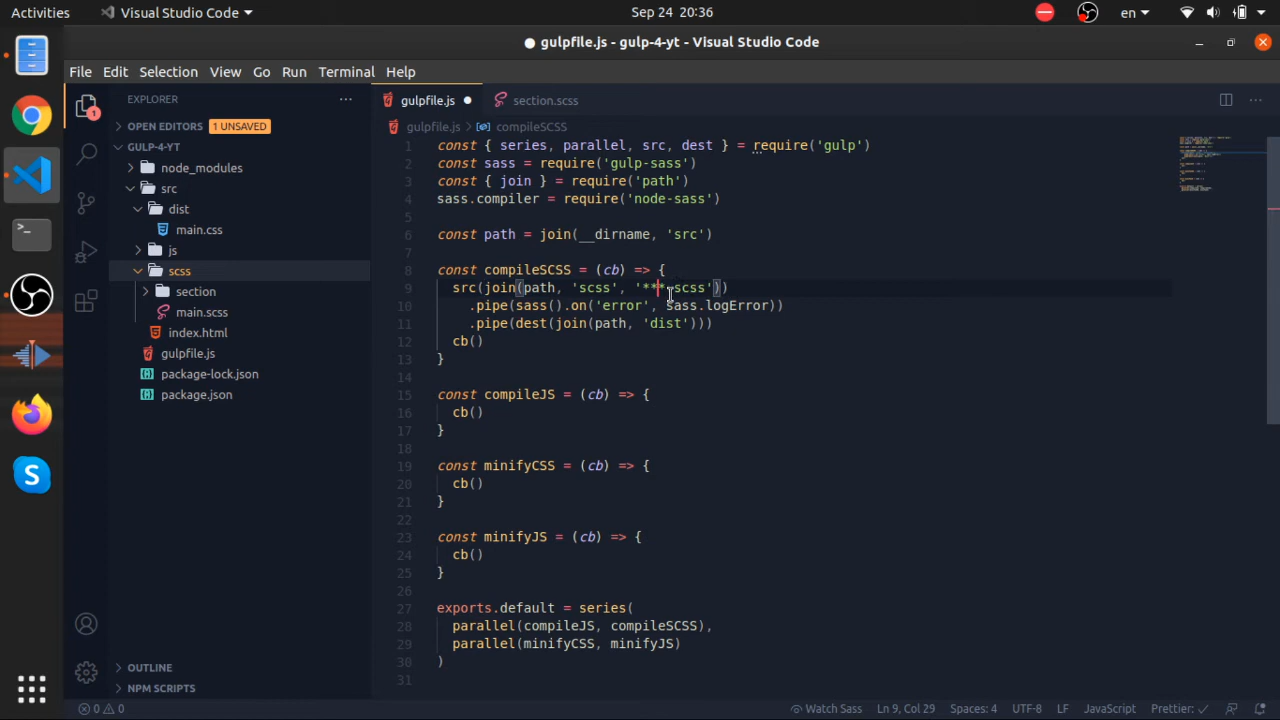 Activities
Visual Studio Code
Sep 24 20:36
en
gulpfile.js - gulp-4-yt - Visual Studio Code
File Edit Selection View Go Run Terminal Help
EXPLORER
OPEN EDITORS 1 UNSAVED
GULP-4-YT
node_modules
src
dist
main.css
js
scss
section
main.scss
index.html
gulpfile.js
package-lock.json
package.json
OUTLINE
NPM SCRIPTS
1
gulpfile.js
section.scss
gulpfile.js > compileSCSS
1 const { series, parallel, src, dest } = require('gulp')
2 const sass = require('gulp-sass')
3 const { join } = require('path')
4 sass.compiler = require('node-sass')
5
6 const path = join(__dirname, 'src')
7
8 const compileSCSS = (cb) => {
9 src(join(path, 'scss', '***.scss'))
10 .pipe(sass().on('error', sass.logError))
11 .pipe(dest(join(path, 'dist')))
12 cb()
13 }
14
15 const compileJS = (cb) => {
16 cb()
17 }
18
19 const minifyCSS = (cb) => {
20 cb()
21 }
22
23 const minifyJS = (cb) => {
24 cb()
25 }
26
27 exports.default = series(
28 parallel(compileJS, compileSCSS),
29 parallel(minifyCSS, minifyJS)
30 )
31
0 0
Watch Sass
Ln 9, Col 29
Spaces: 4
UTF-8
LF
JavaScript
Prettier: ✓